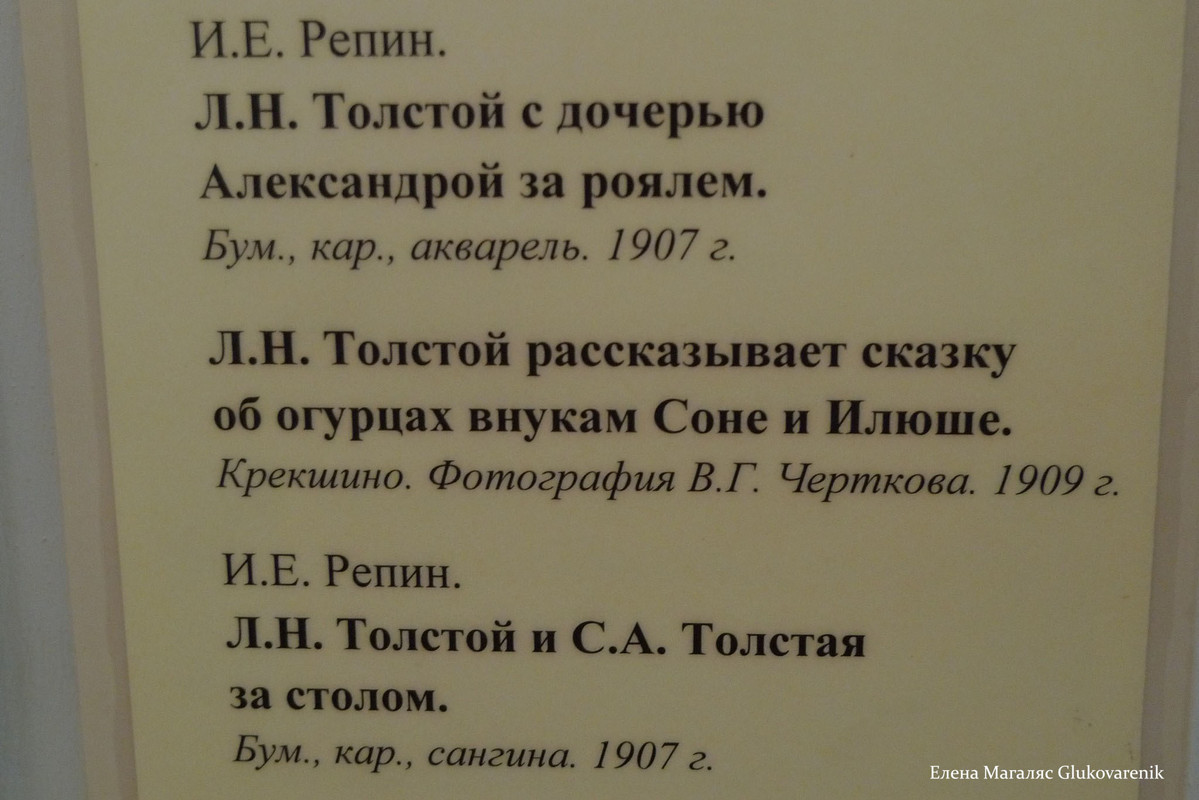 И.Е. Репин.
Л.Н. Толстой с дочерью
Александрой за роялем.
Бум., кар., акварель. 1907 г.
Л.Н. Толстой рассказывает сказку
об огурцах внукам Соне и Илюше.
Крекшино. Фотография В.Г. Черткова. 1909 г.
И.Е. Репин.
Л.Н. Толстой и С.А. Толстая
за столом.
Бум., кар., сангина. 1907 г.
Елена Магаляс Glukovarenik